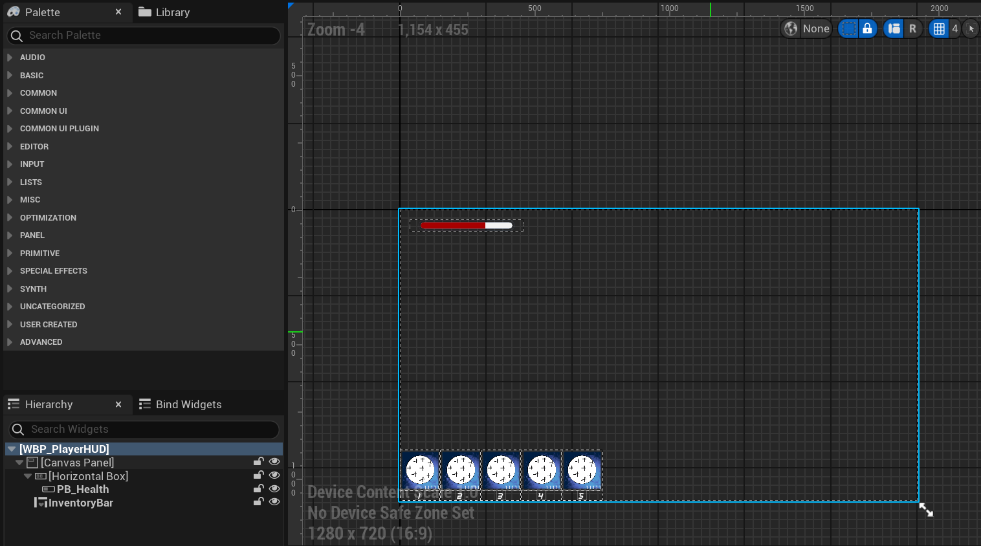 Palette
Library
Search Palette
AUDIO
BASIC
COMMON
COMMON UI
COMMON UI PLUGIN
EDITOR
INPUT
LISTS
MISC
OPTIMIZATION
PANEL
PRIMITIVE
SPECIAL EFFECTS
SYNTH
UNCATEGORIZED
USER CREATED
ADVANCED
Hierarchy
Bind Widgets
Search Widgets
[WBP_PlayerHUD]
[Canvas Panel]
[Horizontal Box]
PB_Health
InventoryBar
0 500 1000 1500 2000
Zoom -4 1,154 x 455
None R 4
500
0
500
2 3 4 5
Device Content Scale 1.0
No Device Safe Zone Set
1280 x 720 (16:9)